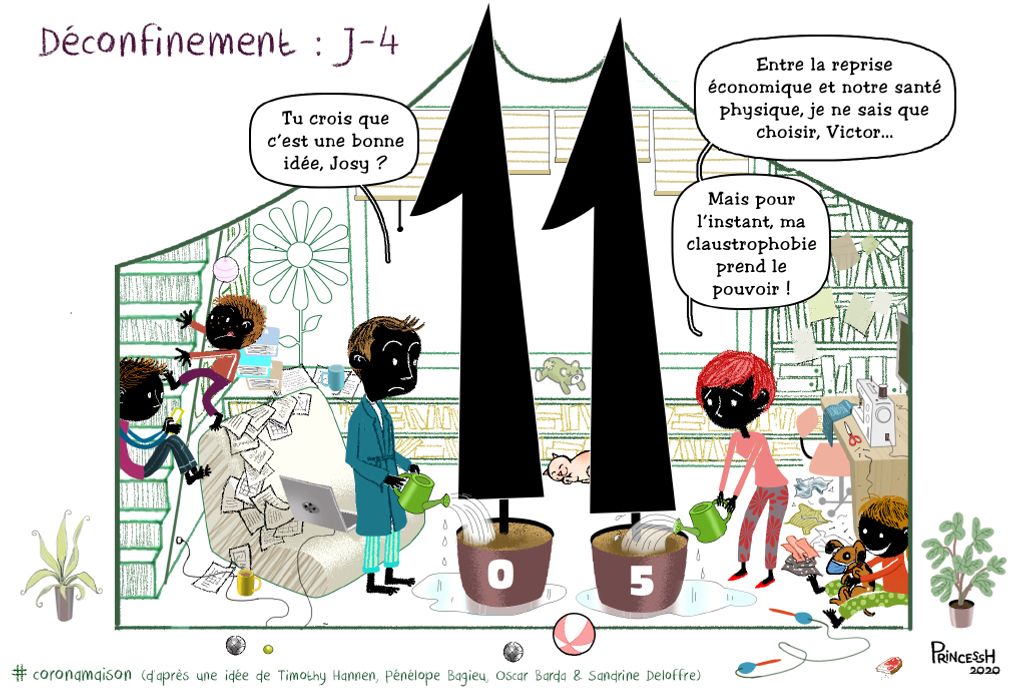 Déconfinement : J-4
Tu crois que
c'est une bonne
idée, Josy ?
Entre la reprise
économique et notre santé
physique, je ne sais que
choisir, Victor...
Mais pour
l'instant, ma
claustrophobie
prend le
pouvoir !
11
0 5
# coronamaison (d'après une idée de Timothy Hannen, Pénélope Bagieu, Oscar Barda & Sandrine Deloffre)
PRINCESSH
2020